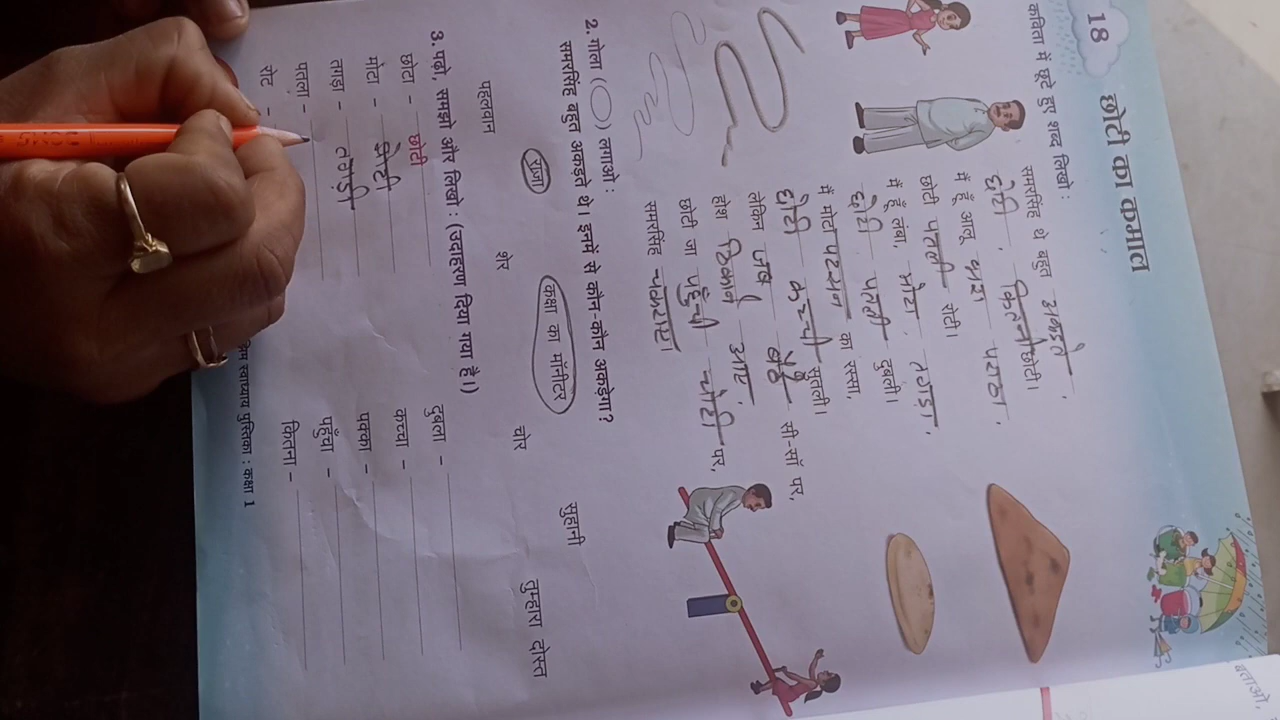 18
छोटी का कमाल
कविता में छूटे हुए शब्द लिखो :
समरसिंह थे बहुत अकड़ते,
छोटी, कितनी छोटी।
मैं हूँ आलू भरा पराठा,
छोटी पतली रोटी।
मैं हूँ लंबा, मोटा, तगड़ा,
छोटी पतली दुबली।
मैं मोटा पटसन का रस्सा,
छोटी कच्ची सुतली।
लेकिन जब बैठे सी-सॉ पर,
होश ठिकाने आए,
छोटी जा पहुँची चोटी पर,
समरसिंह चकराए।
2. गोला ( ) लगाओ :
समरसिंह बहुत अकड़ते थे। इनमें से कौन-कौन अकड़ेगा?
राजा कक्षा का मॉनीटर सुहानी
पहलवान शेर चोर तुम्हारा दोस्त
3. पढ़ो, समझो और लिखो : (उदाहरण दिया गया है।)
छोटा - छोटी दुबला -
मोटा - मोटी कच्चा -
तगड़ा - तगड़ी पक्का -
पतला - पहुँचा -
रोट - कितना -
स्वाध्याय पुस्तिका : कक्षा 1
बताओ,